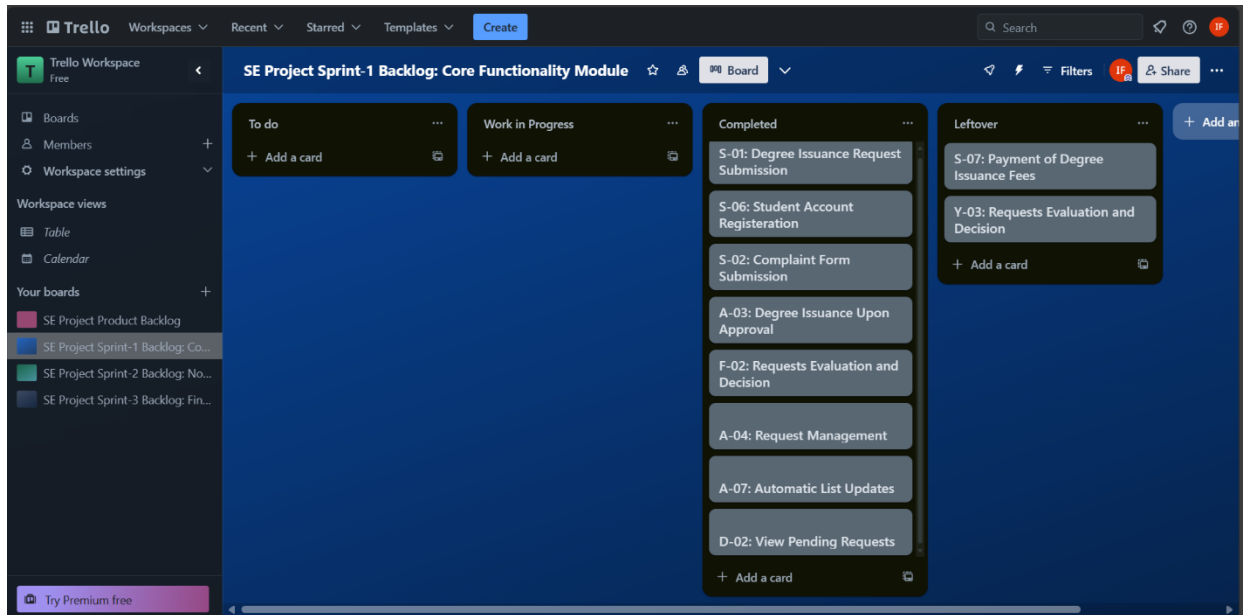 Trello
Workspaces
Recent
Starred
Templates
Create
Search
IF
T
Trello Workspace
Free
SE Project Sprint-1 Backlog: Core Functionality Module
Board
Filters
IF
Share
Boards
Members
Workspace settings
Workspace views
Table
Calendar
Your boards
SE Project Product Backlog
SE Project Sprint-1 Backlog: Co...
SE Project Sprint-2 Backlog: No...
SE Project Sprint-3 Backlog: Fin...
Try Premium free
To do
+ Add a card
Work in Progress
+ Add a card
Completed
S-01: Degree Issuance Request
Submission
S-06: Student Account
Registeration
S-02: Complaint Form
Submission
A-03: Degree Issuance Upon
Approval
F-02: Requests Evaluation and
Decision
A-04: Request Management
A-07: Automatic List Updates
D-02: View Pending Requests
+ Add a card
Leftover
S-07: Payment of Degree
Issuance Fees
Y-03: Requests Evaluation and
Decision
+ Add a card
+ Add an